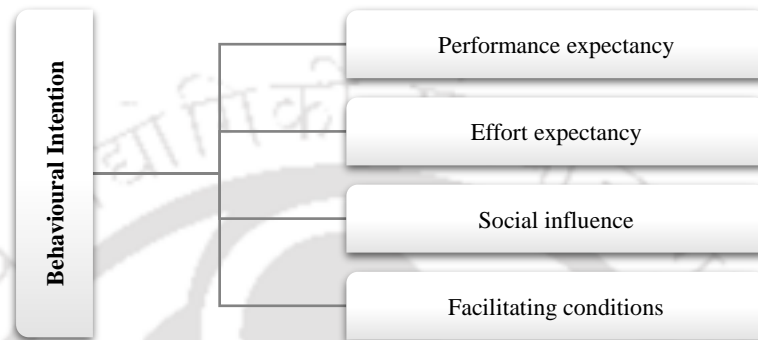 Behavioural Intention
Performance expectancy
Effort expectancy
Social influence
Facilitating conditions